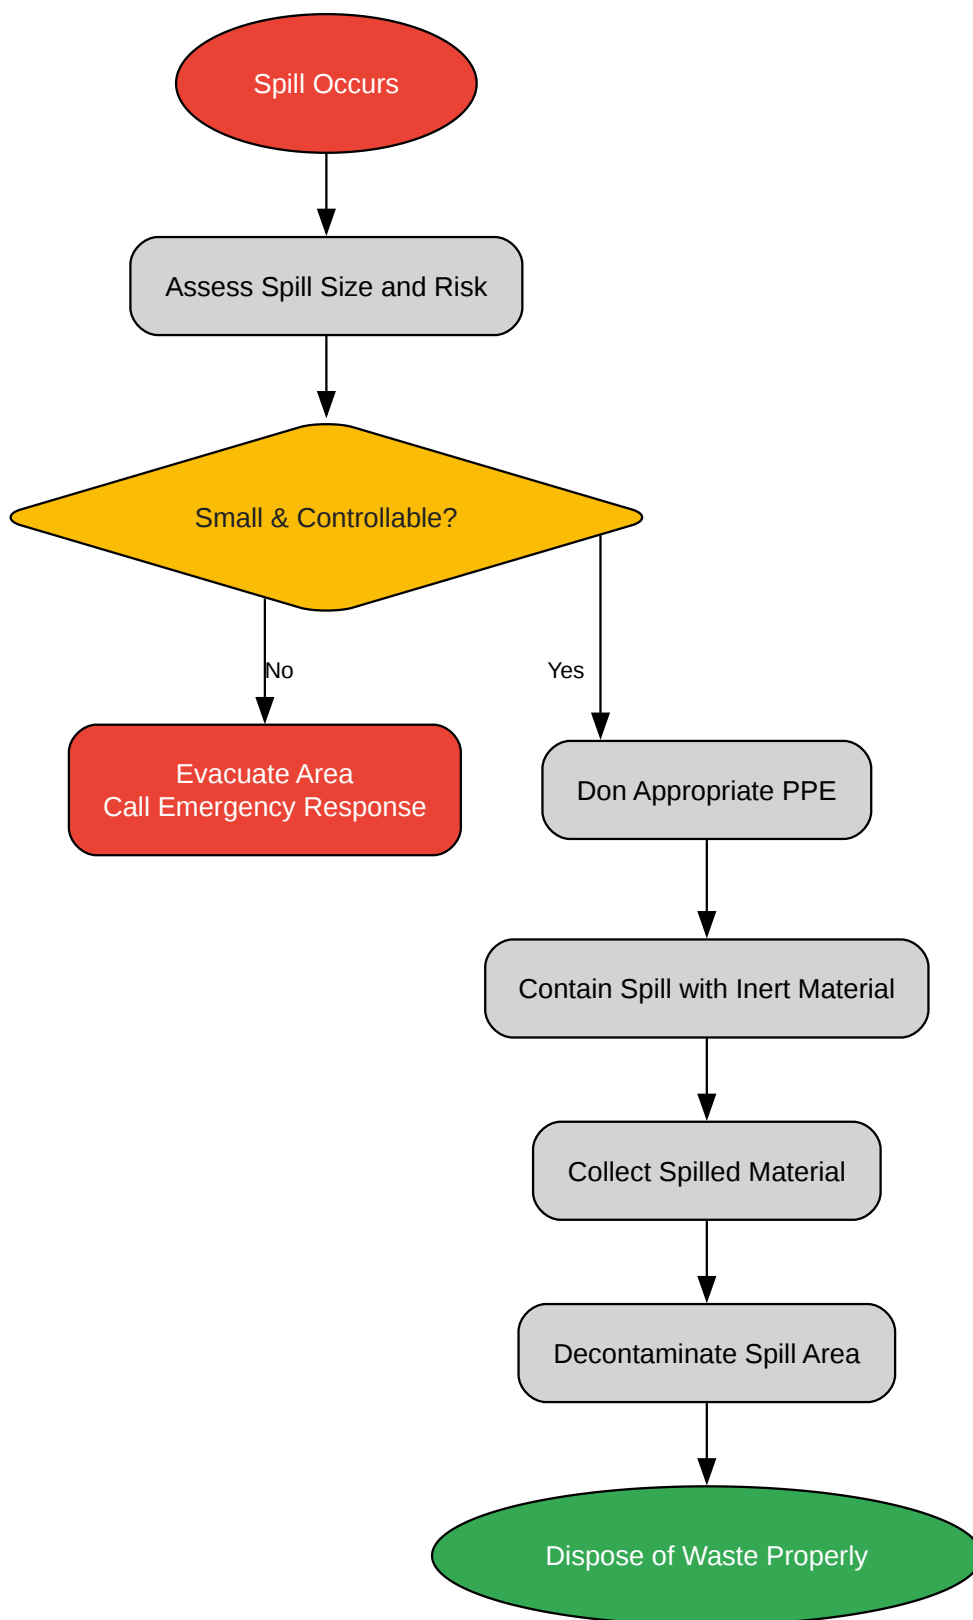 Spill Occurs
Assess Spill Size and Risk
Small & Controllable?
No
Yes
Evacuate Area
Call Emergency Response
Don Appropriate PPE
Contain Spill with Inert Material
Collect Spilled Material
Decontaminate Spill Area
Dispose of Waste Properly